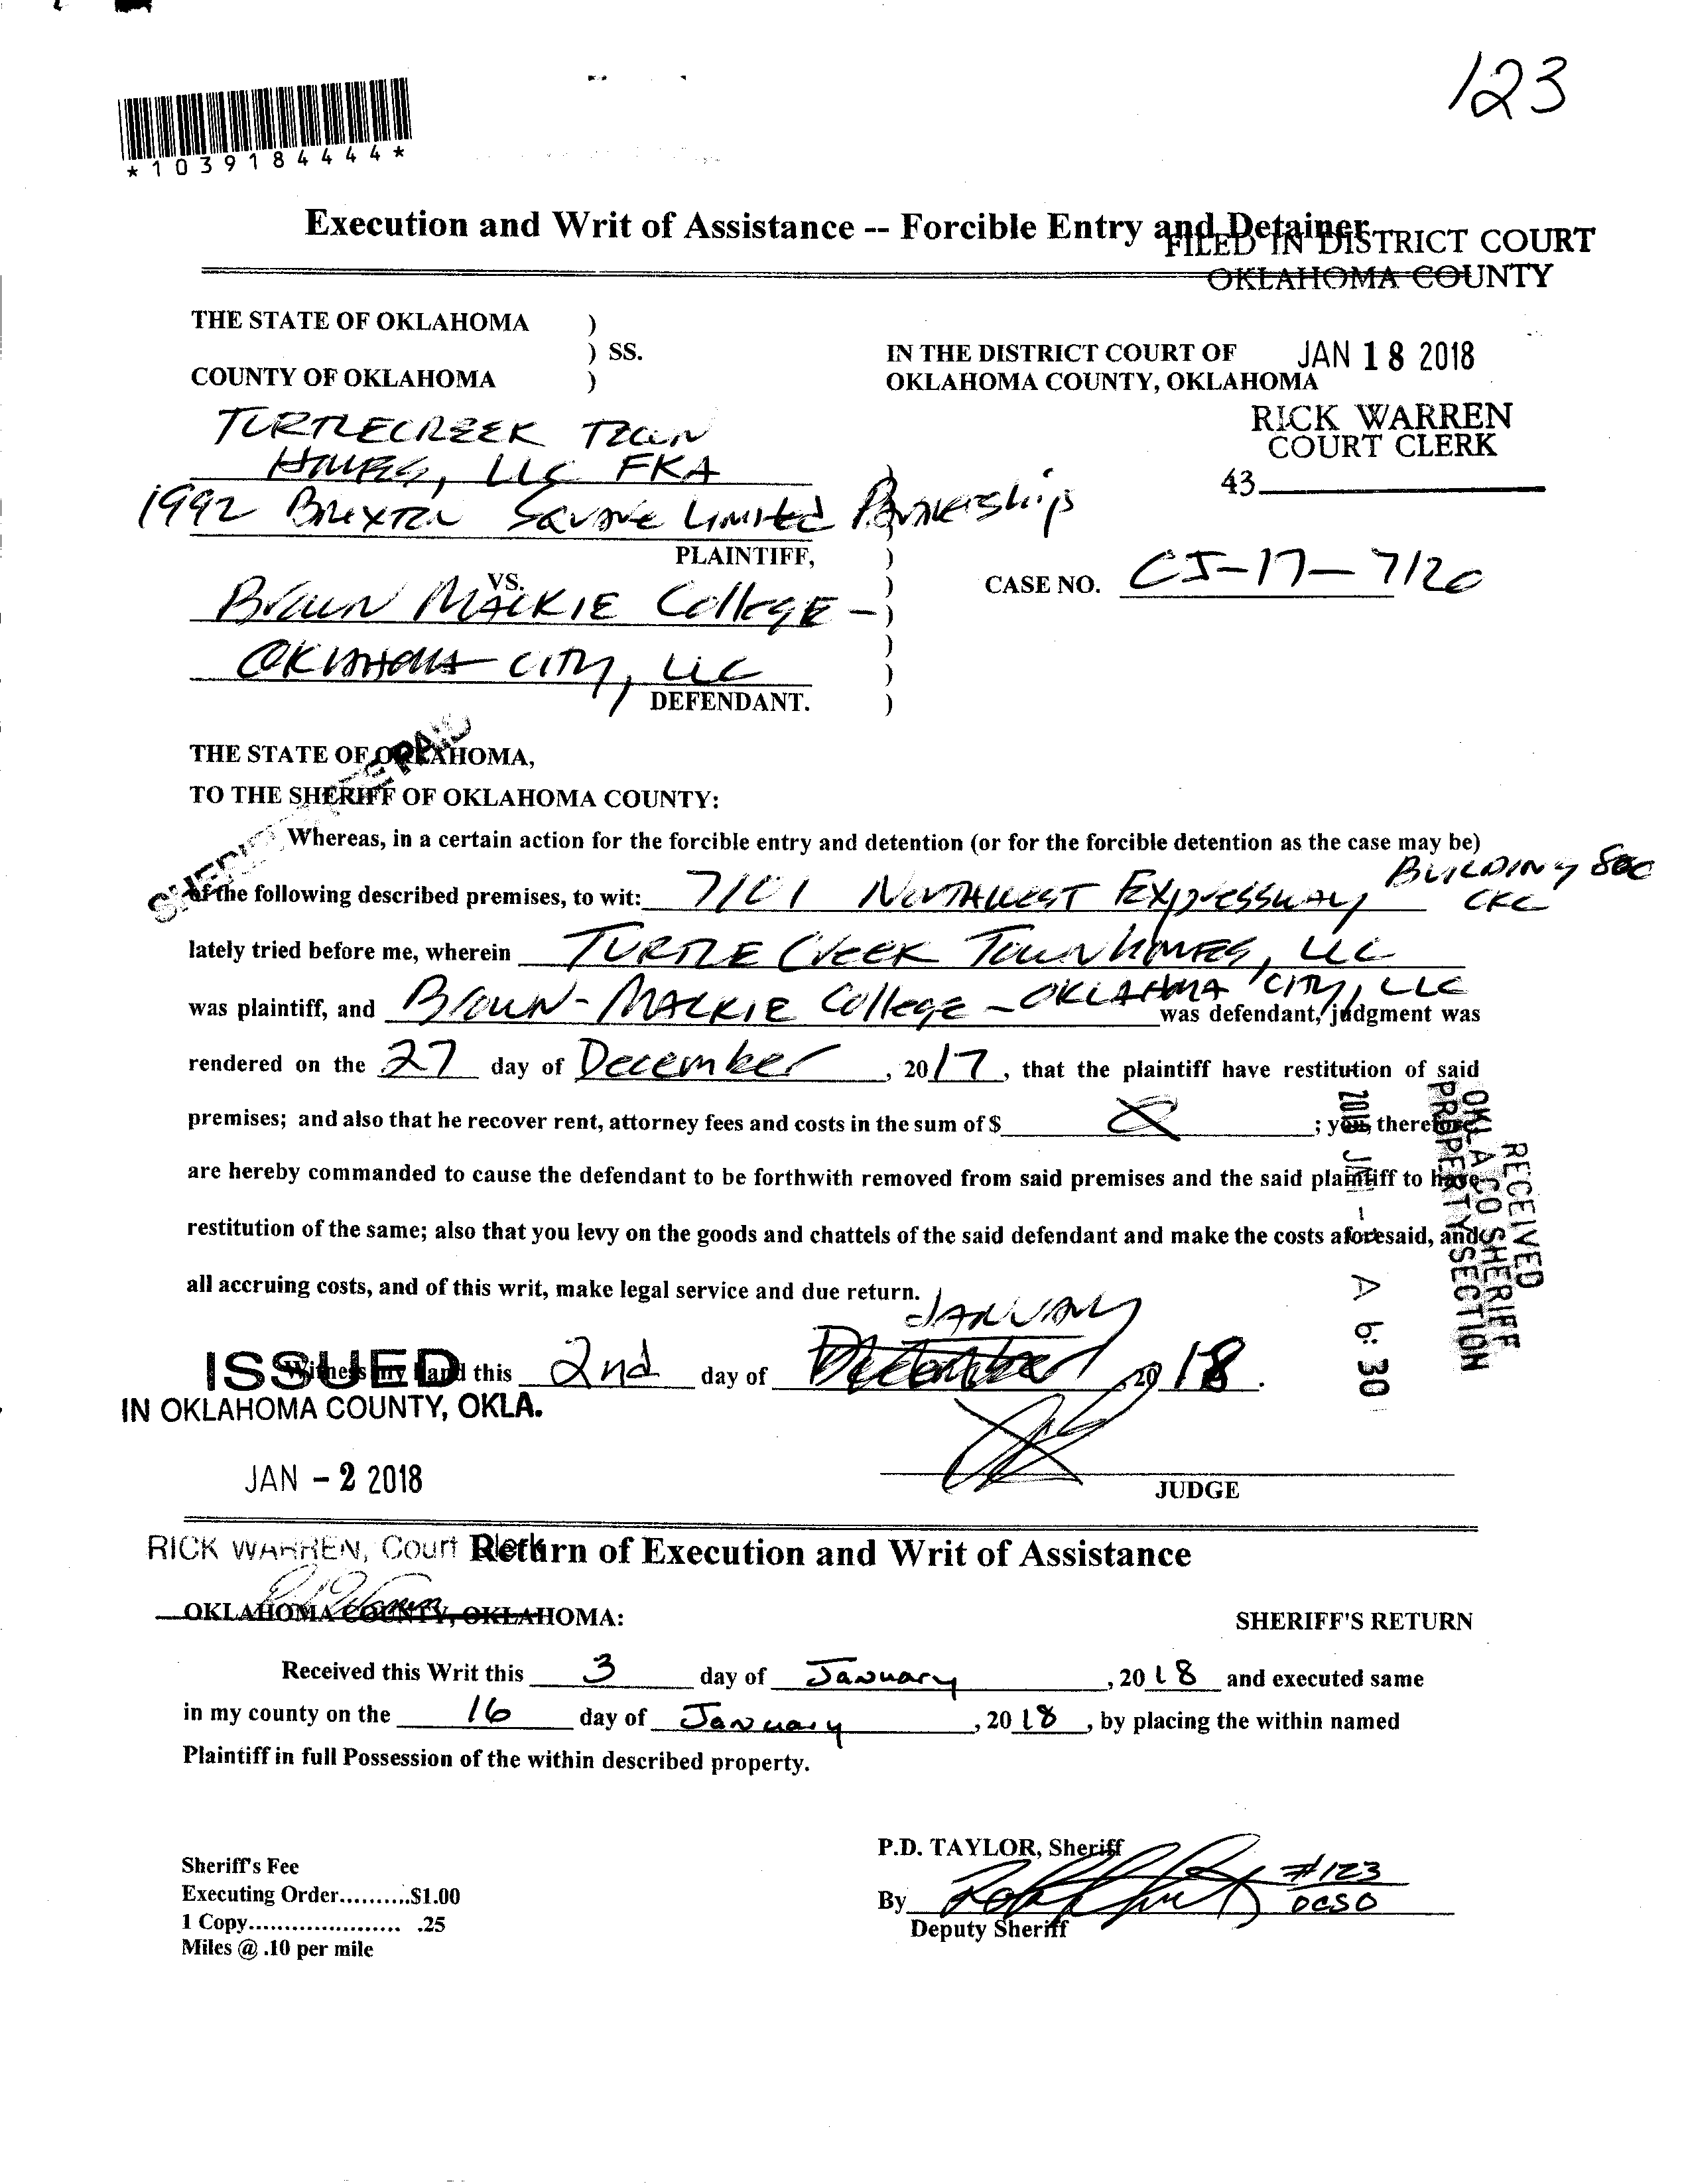 123
*1039184444*
Execution and Writ of Assistance -- Forcible Entry and Detainer
FILED IN DISTRICT COURT
OKLAHOMA COUNTY
THE STATE OF OKLAHOMA )
) SS.
COUNTY OF OKLAHOMA )
IN THE DISTRICT COURT OF
OKLAHOMA COUNTY, OKLAHOMA
JAN 18 2018
RICK WARREN
COURT CLERK
43
TURTLECREEK TOWN
HOMES, LLC FKA
1992 BRIXTON SQUARE LIMITED PARTNERSHIPS
PLAINTIFF, )
VS. )
BROWN MACKIE COLLEGE - )
OKLAHOMA CITY, LLC )
DEFENDANT. )
CASE NO. CJ-17-7120
THE STATE OF OKLAHOMA,
TO THE SHERIFF OF OKLAHOMA COUNTY:
Whereas, in a certain action for the forcible entry and detention (or for the forcible detention as the case may be)
of the following described premises, to wit: 7101 NORTHWEST EXPRESSWAY, BUILDING 800
OKC
lately tried before me, wherein TURTLE CREEK TOWNHOMES, LLC
was plaintiff, and BROWN-MACKIE COLLEGE - OKLAHOMA CITY, LLC was defendant, judgment was
rendered on the 27 day of December, 2017, that the plaintiff have restitution of said
premises; and also that he recover rent, attorney fees and costs in the sum of $ ; you, therefore,
are hereby commanded to cause the defendant to be forthwith removed from said premises and the said plaintiff to have
restitution of the same; also that you levy on the goods and chattels of the said defendant and make the costs aforesaid, and
all accruing costs, and of this writ, make legal service and due return.
RECEIVED
OKLA CO SHERIFF
PROPERTY SECTION
A 6:30
SHERIFF FEE PAID
JANUARY
Witness my hand this 2nd day of December, 2018.
ISSUED
IN OKLAHOMA COUNTY, OKLA.
JAN - 2 2018
JUDGE
RICK WARREN, Court Clerk
Return of Execution and Writ of Assistance
OKLAHOMA COUNTY, OKLAHOMA:
SHERIFF'S RETURN
Received this Writ this 3 day of January, 2018 and executed same
in my county on the 16 day of January, 2018, by placing the within named
Plaintiff in full Possession of the within described property.
P.D. TAYLOR, Sheriff
By #123
OCSO
Deputy Sheriff
Sheriff's Fee
Executing Order..........$1.00
1 Copy..................... .25
Miles @ .10 per mile